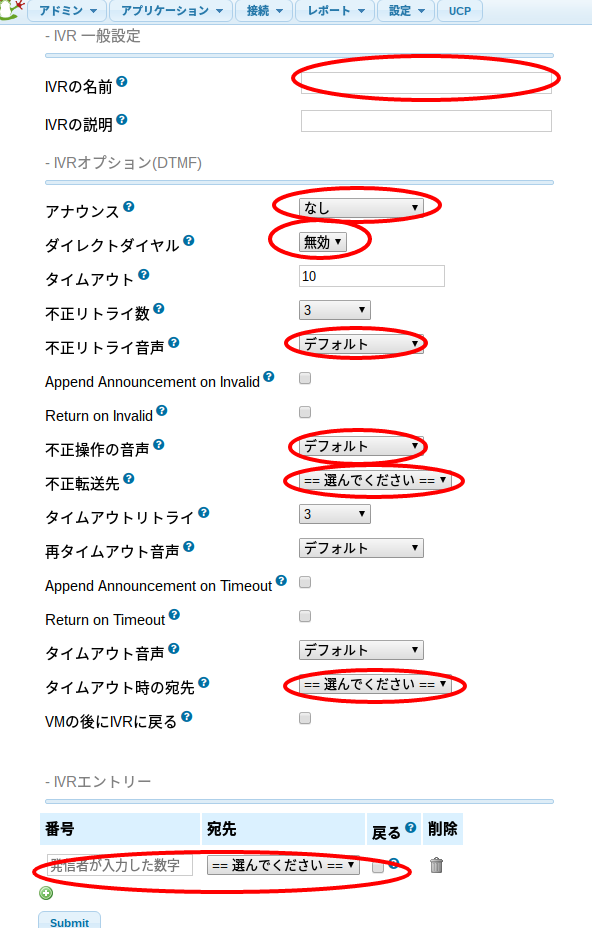 アドミン アプリケーション 接続 レポート 設定 UCP
- IVR 一般設定
IVRの名前
IVRの説明
- IVRオプション(DTMF)
アナウンス なし
ダイレクトダイヤル 無効
タイムアウト 10
不正リトライ数 3
不正リトライ音声 デフォルト
Append Announcement on Invalid
Return on Invalid
不正操作の音声 デフォルト
不正転送先 == 選んでください ==
タイムアウトリトライ 3
再タイムアウト音声 デフォルト
Append Announcement on Timeout
Return on Timeout
タイムアウト音声 デフォルト
タイムアウト時の宛先 == 選んでください ==
VMの後にIVRに戻る
- IVRエントリー
番号 宛先 戻る 削除
発信者が入力した数字 == 選んでください ==
Submit